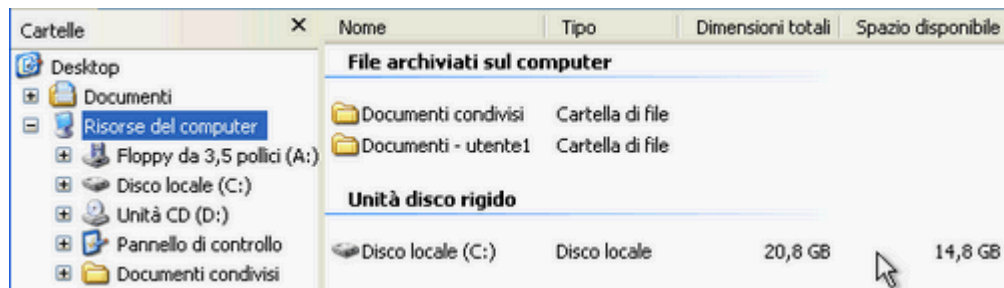 Cartelle
Desktop
Documenti
Risorse del computer
Floppy da 3,5 pollici (A:)
Disco locale (C:)
Unità CD (D:)
Pannello di controllo
Documenti condivisi
Nome Tipo Dimensioni totali Spazio disponibile
File archiviati sul computer
Documenti condivisi Cartella di file
Documenti - utente1 Cartella di file
Unità disco rigido
Disco locale (C:) Disco locale 20,8 GB 14,8 GB